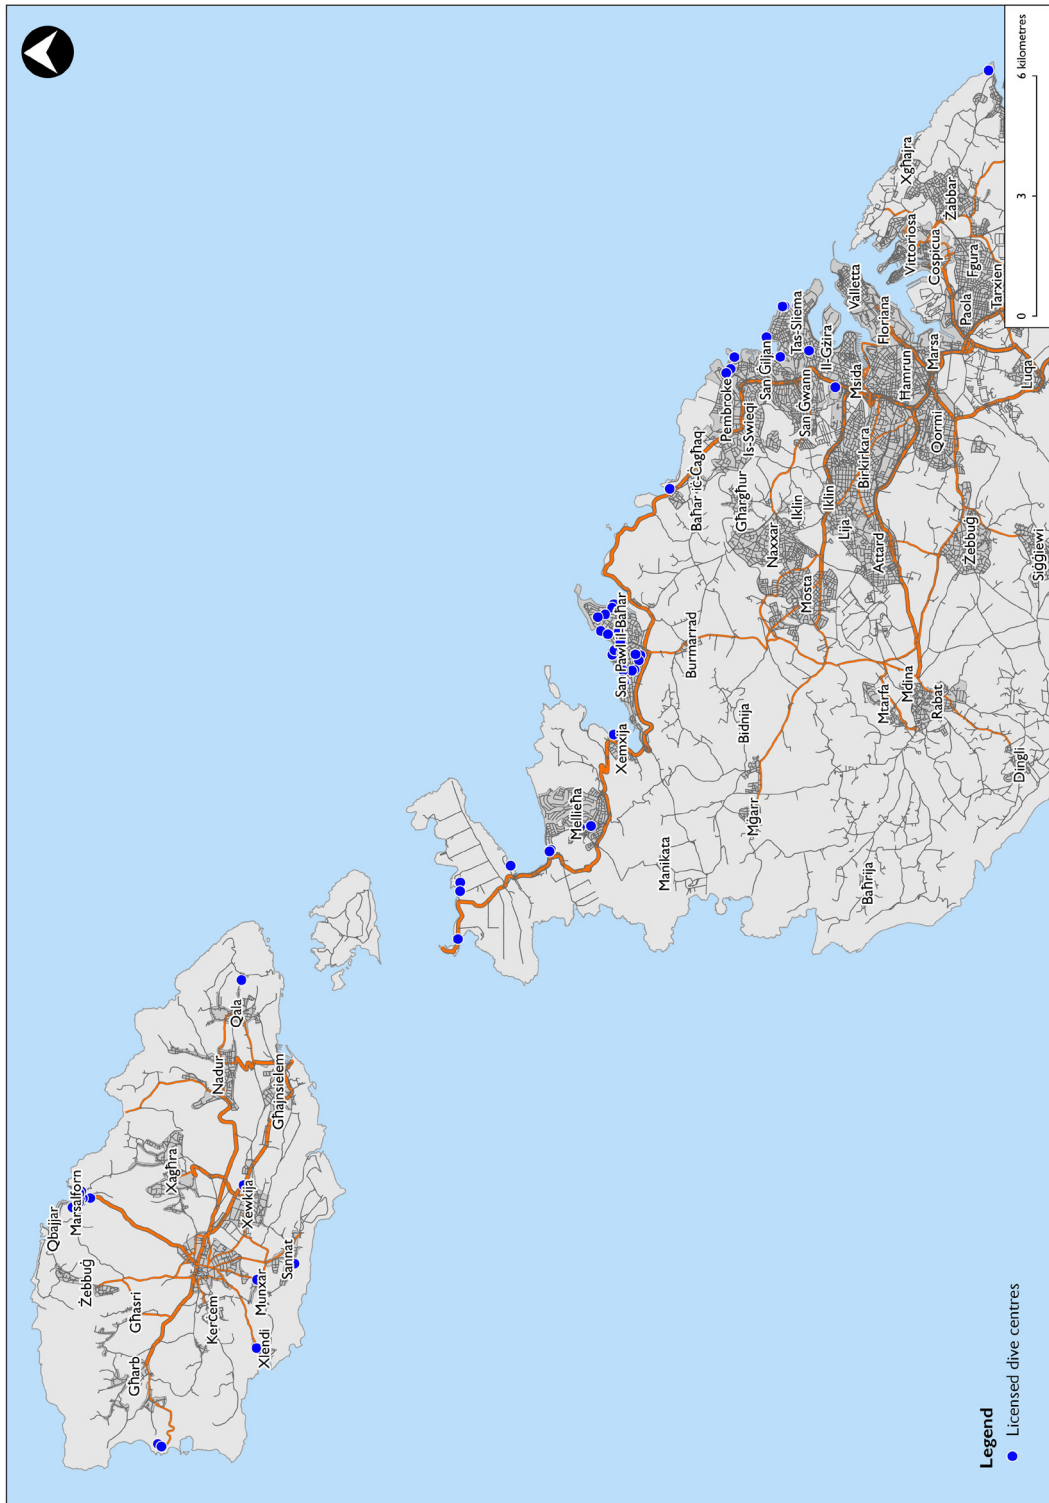 Qbajjar
Marsalforn
Żebbuġ
Għasri
Għarb
Xagħra
Kerċem
Xlendi
Munxar
Sannat
Xewkija
Nadur
Qala
Għajnsielem
Mellieħa
Xemxija
San Pawl il-Baħar
Manikata
Burmarrad
Bidnija
Mġarr
Baħrija
Baħar iċ-Cagħaq
Għargħur
Naxxar
Iklin
Mosta
Iklin
Lija
Attard
Birkirkara
Pembroke
Is-Swieqi
San Ġiljan
San Ġwann
Tas-Sliema
Il-Gżira
Msida
Valletta
Floriana
Ħamrun
Marsa
Qormi
Żebbuġ
Siġġiewi
Mtarfa
Mdina
Rabat
Dingli
Luqa
Paola
Tarxien
Fgura
Cospicua
Vittoriosa
Żabbar
Xgħajra
0 3 6 kilometres
Legend
Licensed dive centres